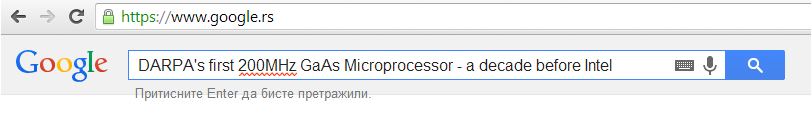 https://www.google.rs
Google DARPA's first 200MHz GaAs Microprocessor - a decade before Intel
Притисните Enter да бисте претражили.